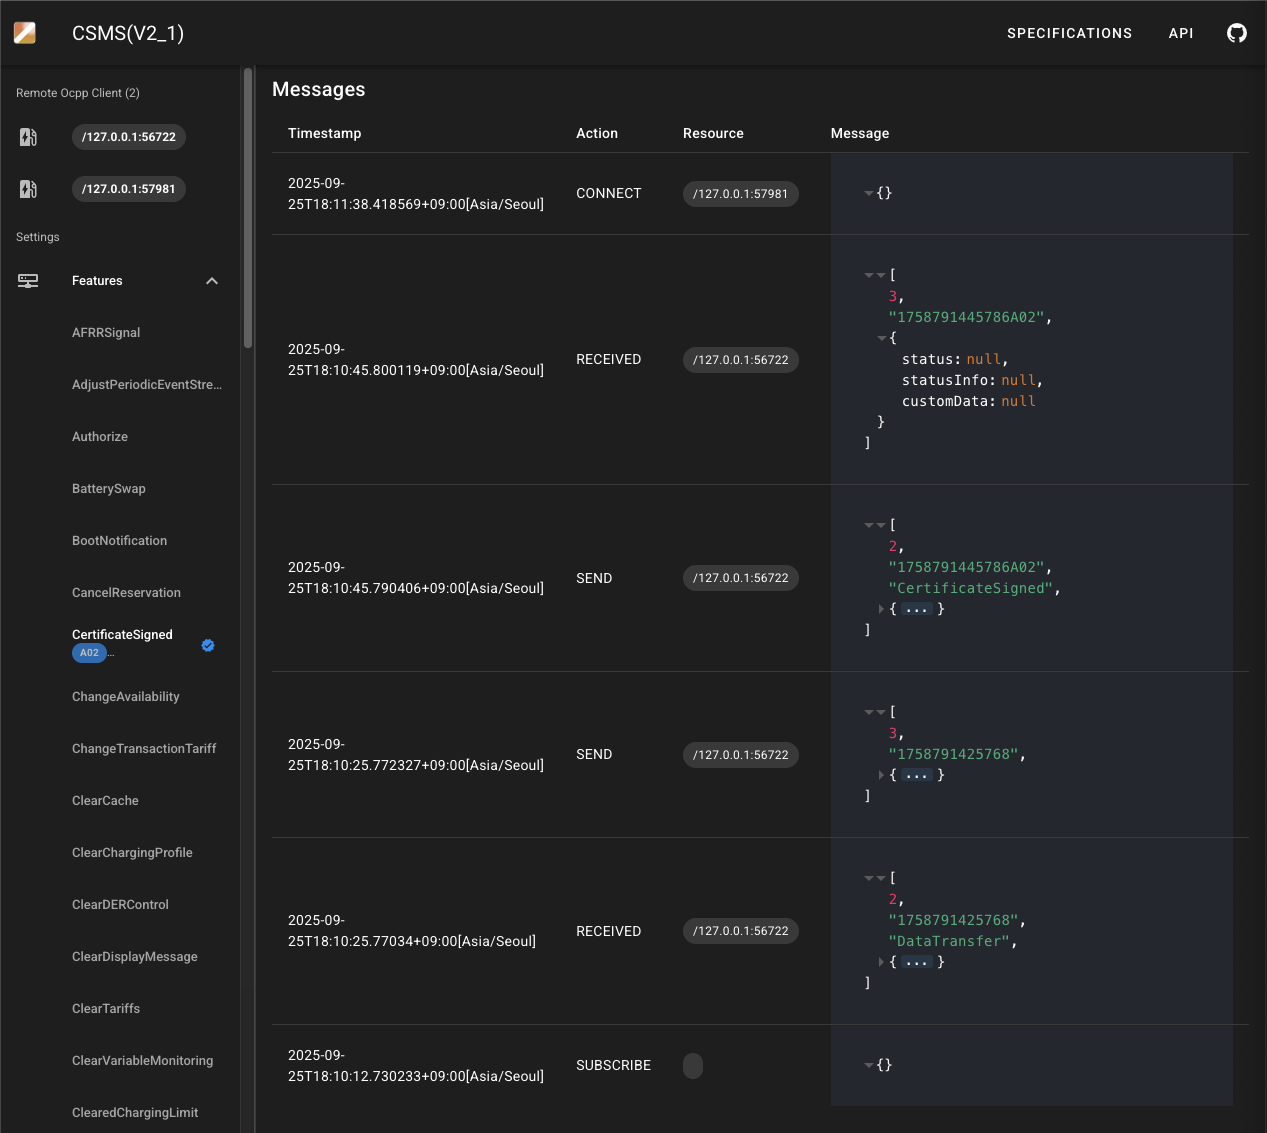 CSMS(V2_1)
SPECIFICATIONS
API
Remote Ocpp Client (2)
/127.0.0.1:56722
/127.0.0.1:57981
Settings
Features
AFRRSignal
AdjustPeriodicEventStre...
Authorize
BatterySwap
BootNotification
CancelReservation
CertificateSigned
A02 ...
ChangeAvailability
ChangeTransactionTariff
ClearCache
ClearChargingProfile
ClearDERControl
ClearDisplayMessage
ClearTariffs
ClearVariableMonitoring
ClearedChargingLimit
Messages
Timestamp Action Resource Message
2025-09-
25T18:11:38.418569+09:00[Asia/Seoul]
CONNECT
/127.0.0.1:57981
{}
2025-09-
25T18:10:45.800119+09:00[Asia/Seoul]
RECEIVED
/127.0.0.1:56722
[
3,
"1758791445786A02",
{
status: null,
statusInfo: null,
customData: null
}
]
2025-09-
25T18:10:45.790406+09:00[Asia/Seoul]
SEND
/127.0.0.1:56722
[
2,
"1758791445786A02",
"CertificateSigned",
{ ... }
]
2025-09-
25T18:10:25.772327+09:00[Asia/Seoul]
SEND
/127.0.0.1:56722
[
3,
"1758791425768",
{ ... }
]
2025-09-
25T18:10:25.77034+09:00[Asia/Seoul]
RECEIVED
/127.0.0.1:56722
[
2,
"1758791425768",
"DataTransfer",
{ ... }
]
2025-09-
25T18:10:12.730233+09:00[Asia/Seoul]
SUBSCRIBE
{}